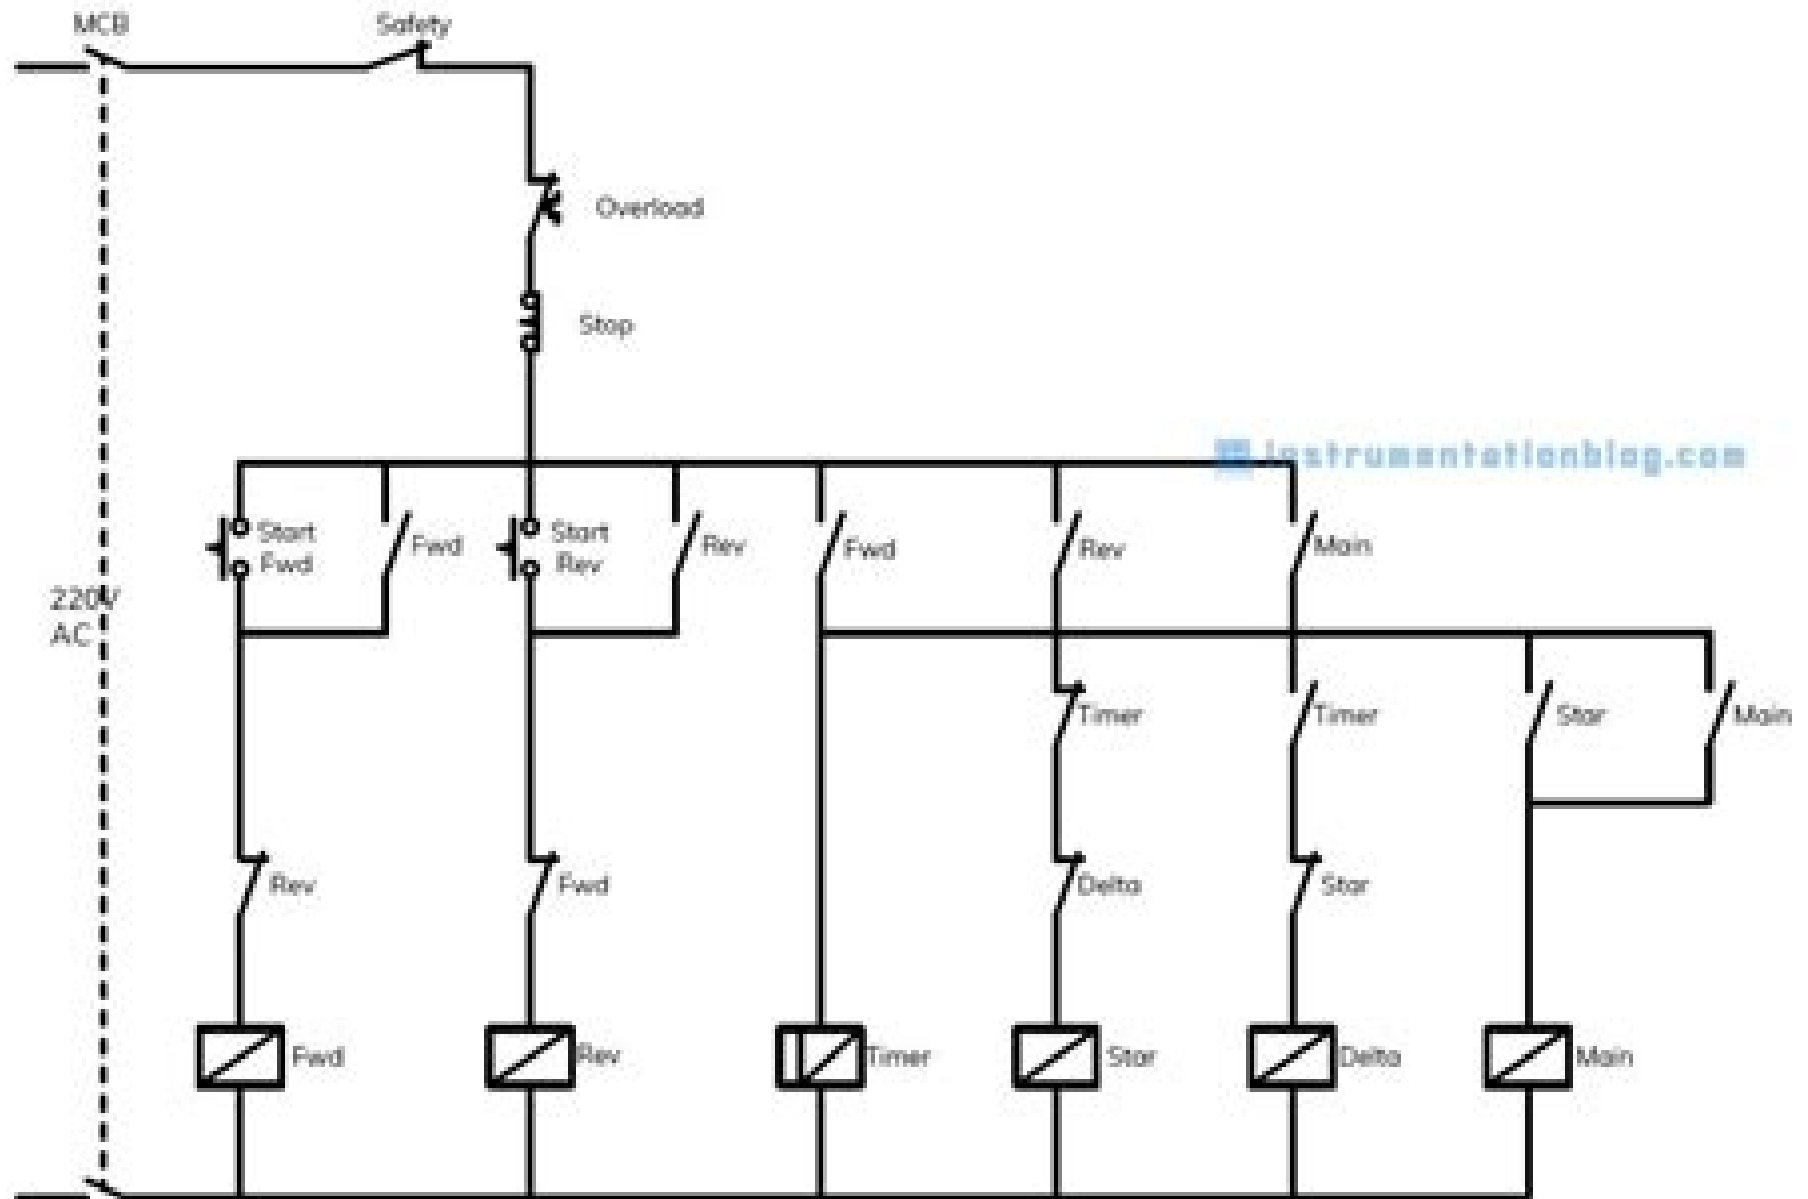 MCB
Safety
Overload
Stop
instrumentationblog.com
Start
Fwd
Fwd
Start
Rev
Rev
Fwd
Rev
Main
220V
AC
Timer
Timer
Star
Main
Rev
Fwd
Delta
Star
Fwd
Rev
Timer
Star
Delta
Main